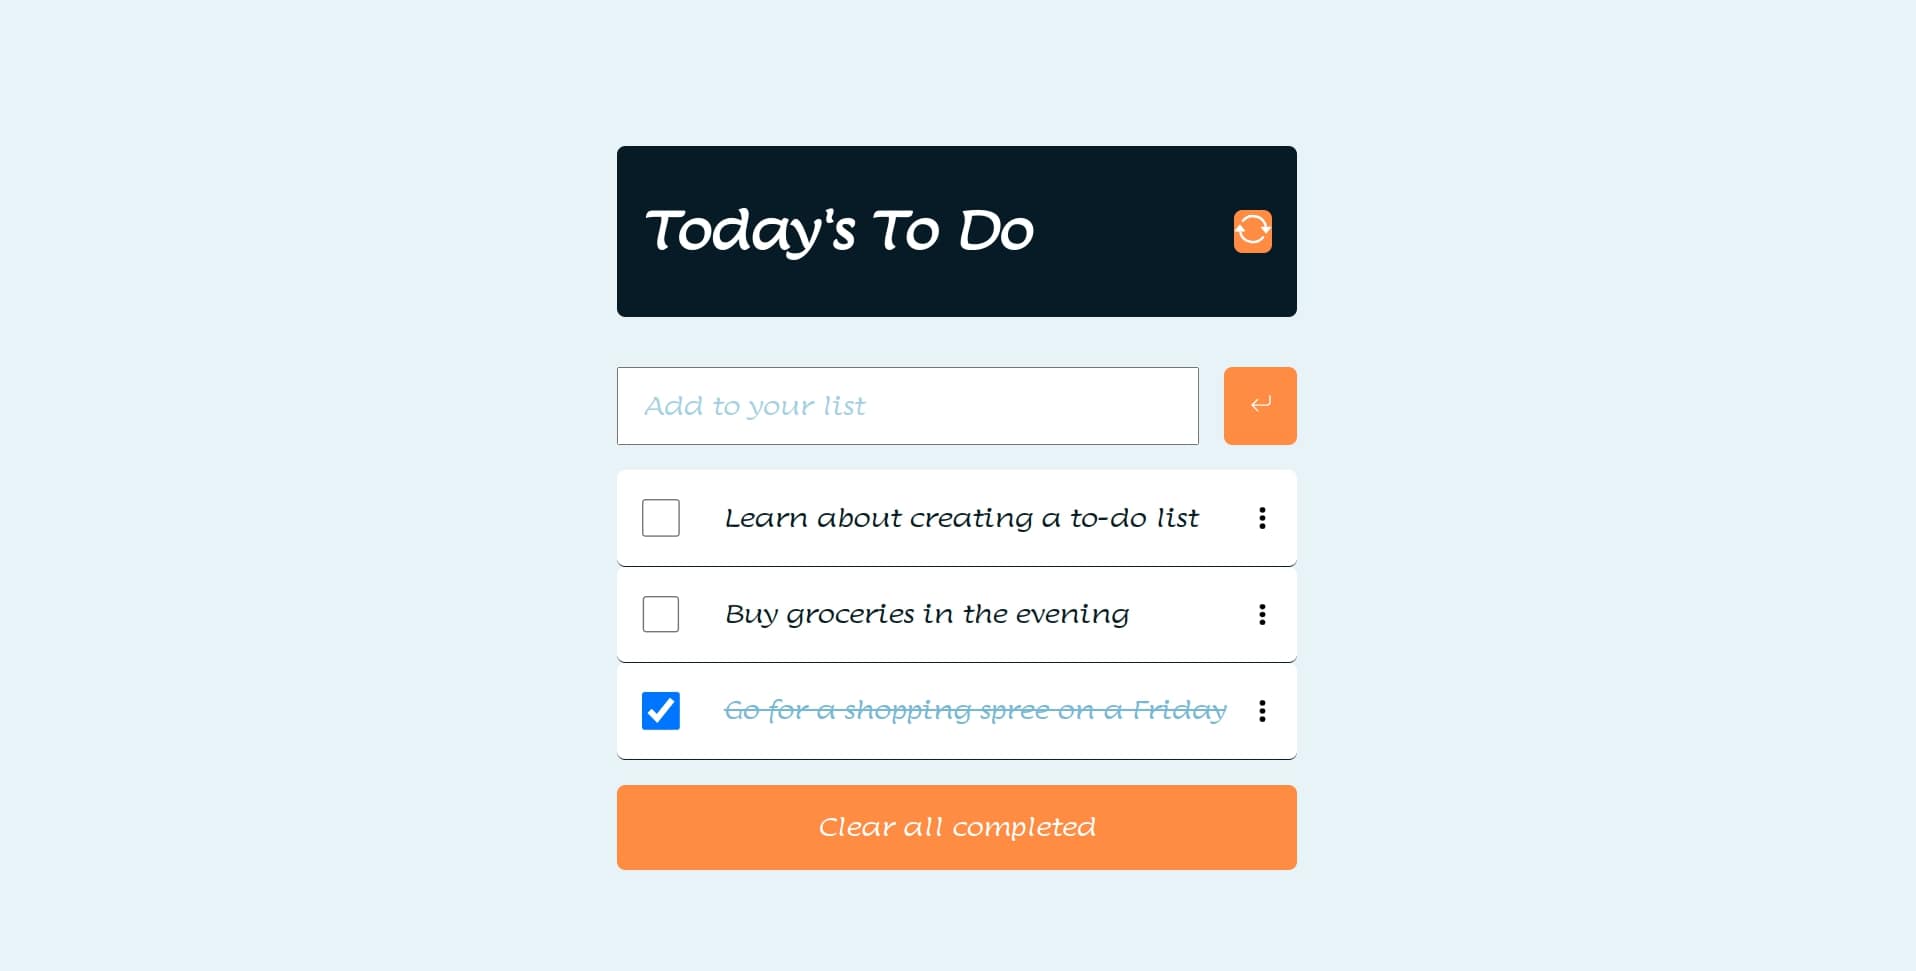 Today's To Do
Add to your list
Learn about creating a to-do list
Buy groceries in the evening
Go for a shopping spree on a Friday
Clear all completed